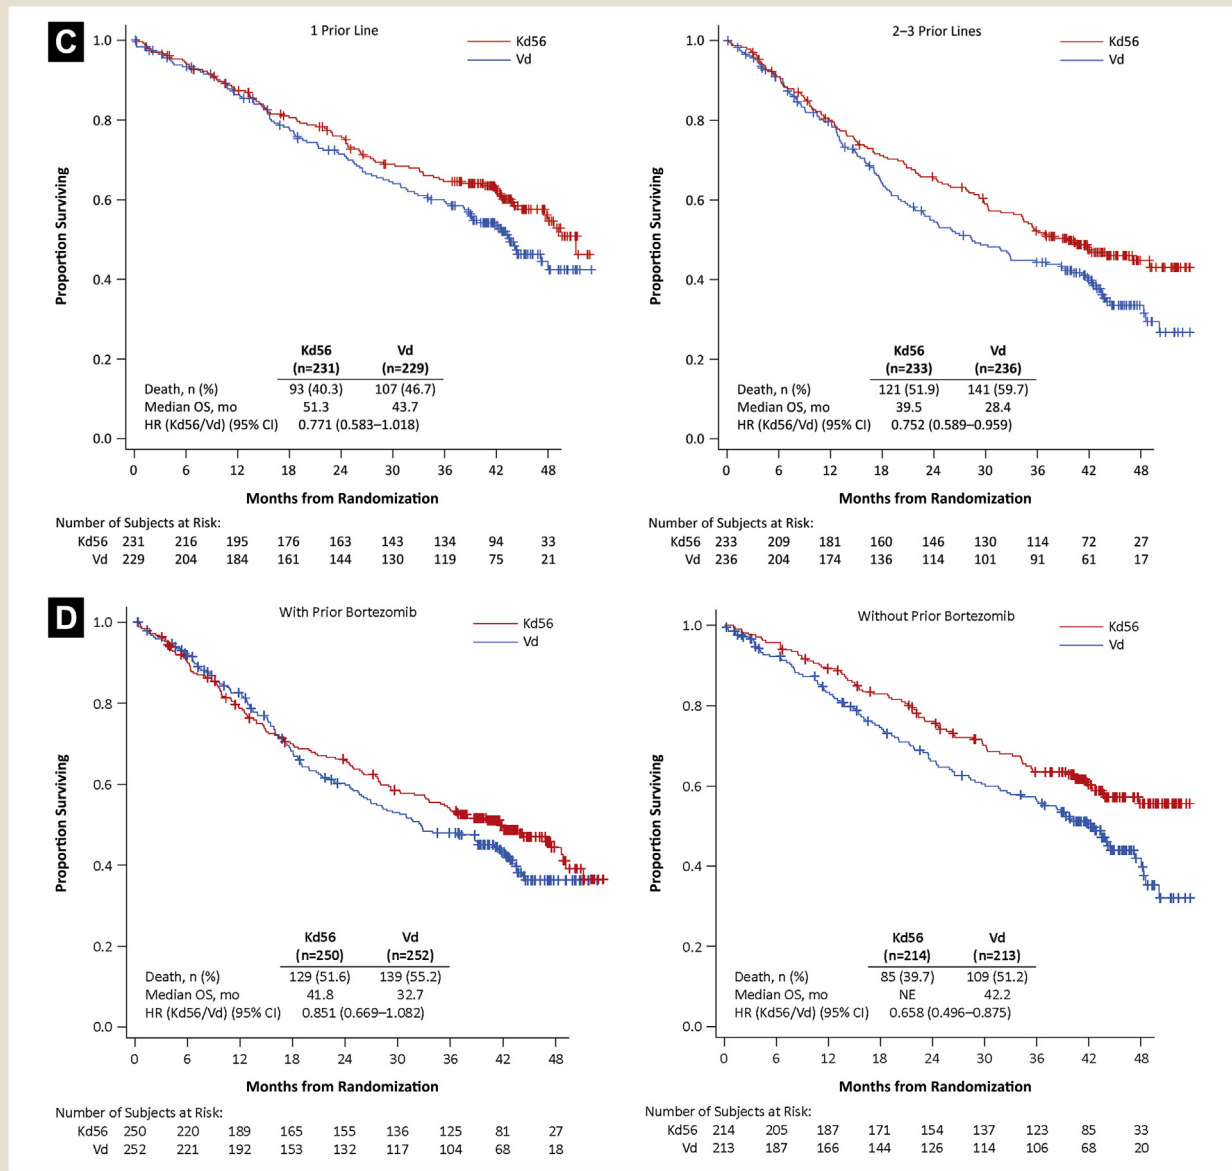 C
1 Prior Line
Kd56
Vd
1.0
0.8
0.6
0.4
0.2
0.0
Proportion Surviving
Kd56 Vd
(n=231) (n=229)
Death, n (%) 93 (40.3) 107 (46.7)
Median OS, mo 51.3 43.7
HR (Kd56/Vd) (95% CI) 0.771 (0.583–1.018)
0 6 12 18 24 30 36 42 48
Months from Randomization
Number of Subjects at Risk:
Kd56 231 216 195 176 163 143 134 94 33
Vd 229 204 184 161 144 130 119 75 21
2–3 Prior Lines
Kd56
Vd
1.0
0.8
0.6
0.4
0.2
0.0
Proportion Surviving
Kd56 Vd
(n=233) (n=236)
Death, n (%) 121 (51.9) 141 (59.7)
Median OS, mo 39.5 28.4
HR (Kd56/Vd) (95% CI) 0.752 (0.589–0.959)
0 6 12 18 24 30 36 42 48
Months from Randomization
Number of Subjects at Risk:
Kd56 233 209 181 160 146 130 114 72 27
Vd 236 204 174 136 114 101 91 61 17
D
With Prior Bortezomib
Kd56
Vd
1.0
0.8
0.6
0.4
0.2
0.0
Proportion Surviving
Kd56 Vd
(n=250) (n=252)
Death, n (%) 129 (51.6) 139 (55.2)
Median OS, mo 41.8 32.7
HR (Kd56/Vd) (95% CI) 0.851 (0.669–1.082)
0 6 12 18 24 30 36 42 48
Months from Randomization
Number of Subjects at Risk:
Kd56 250 220 189 165 155 136 125 81 27
Vd 252 221 192 153 132 117 104 68 18
Without Prior Bortezomib
Kd56
Vd
1.0
0.8
0.6
0.4
0.2
0.0
Proportion Surviving
Kd56 Vd
(n=214) (n=213)
Death, n (%) 85 (39.7) 109 (51.2)
Median OS, mo NE 42.2
HR (Kd56/Vd) (95% CI) 0.658 (0.496–0.875)
0 6 12 18 24 30 36 42 48
Months from Randomization
Number of Subjects at Risk:
Kd56 214 205 187 171 154 137 123 85 33
Vd 213 187 166 144 126 114 106 68 20